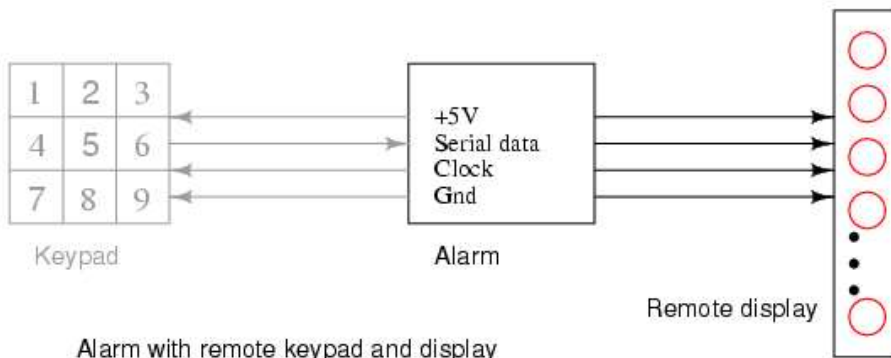 1 2 3
4 5 6
7 8 9
Keypad
+5V
Serial data
Clock
Gnd
Alarm
Remote display
Alarm with remote keypad and display